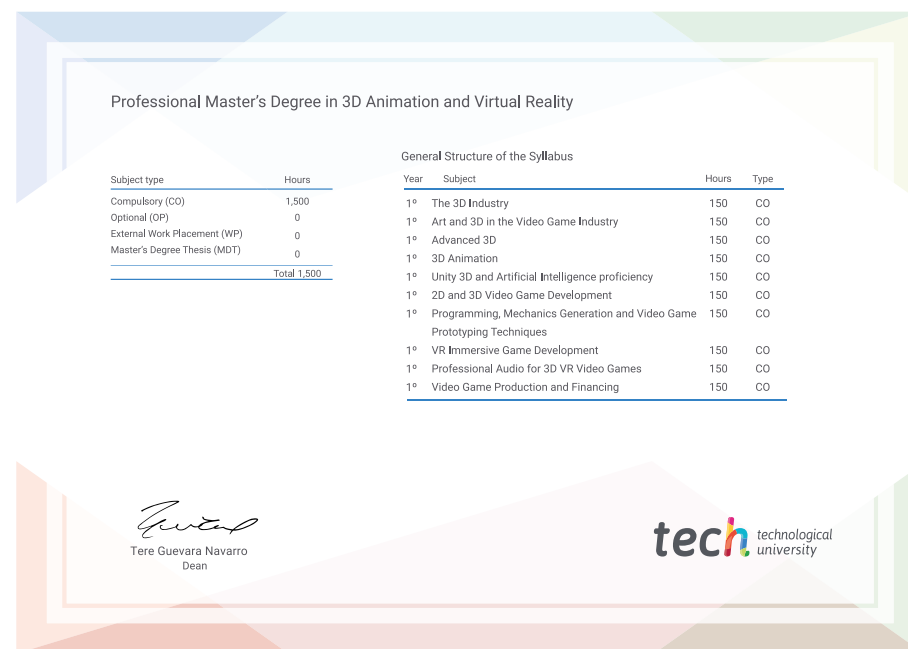 Professional Master's Degree in 3D Animation and Virtual Reality
General Structure of the Syllabus
Subject type Hours
Compulsory (CO) 1,500
Optional (OP) 0
External Work Placement (WP) 0
Master's Degree Thesis (MDT) 0
Total 1,500
Year Subject Hours Type
1º The 3D Industry 150 CO
1º Art and 3D in the Video Game Industry 150 CO
1º Advanced 3D 150 CO
1º 3D Animation 150 CO
1º Unity 3D and Artificial Intelligence proficiency 150 CO
1º 2D and 3D Video Game Development 150 CO
1º Programming, Mechanics Generation and Video Game 150 CO
Prototyping Techniques
1º VR Immersive Game Development 150 CO
1º Professional Audio for 3D VR Video Games 150 CO
1º Video Game Production and Financing 150 CO
Tere Guevara Navarro
Dean
tech technological
university